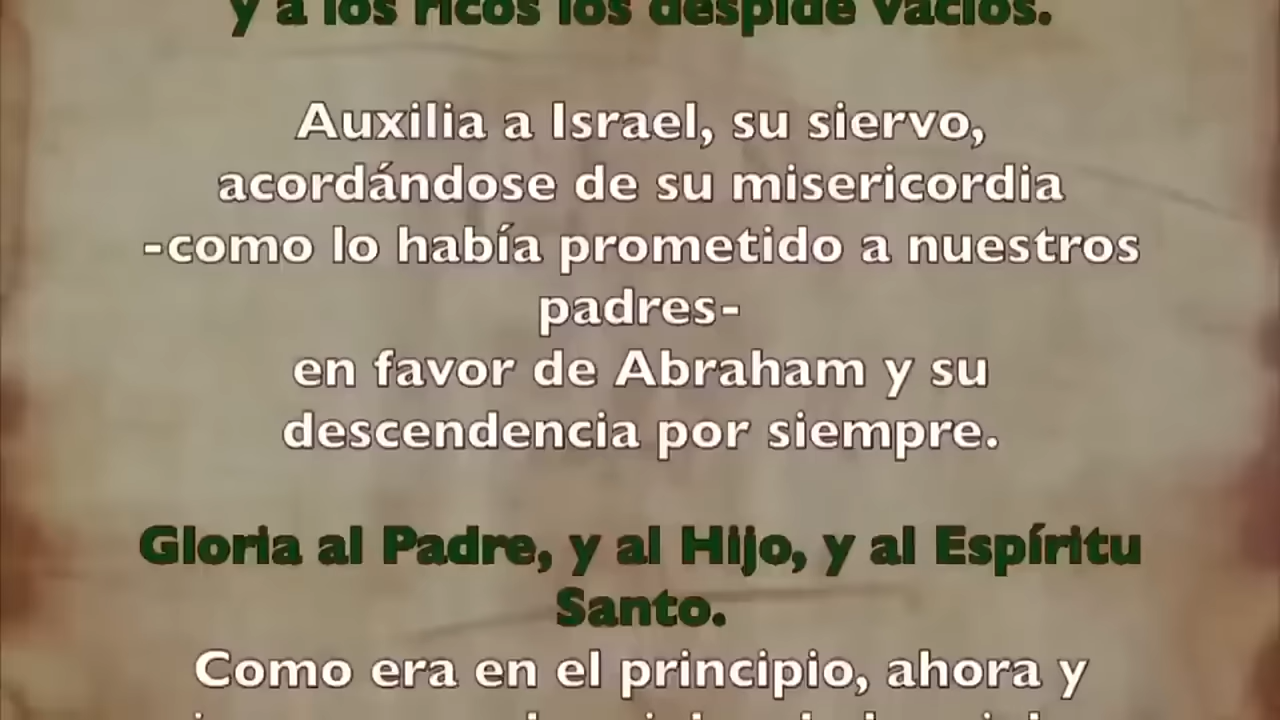 y a los ricos los despide vacíos.
Auxilia a Israel, su siervo,
acordándose de su misericordia
-como lo había prometido a nuestros
padres-
en favor de Abraham y su
descendencia por siempre.
Gloria al Padre, y al Hijo, y al Espíritu
Santo.
Como era en el principio, ahora y